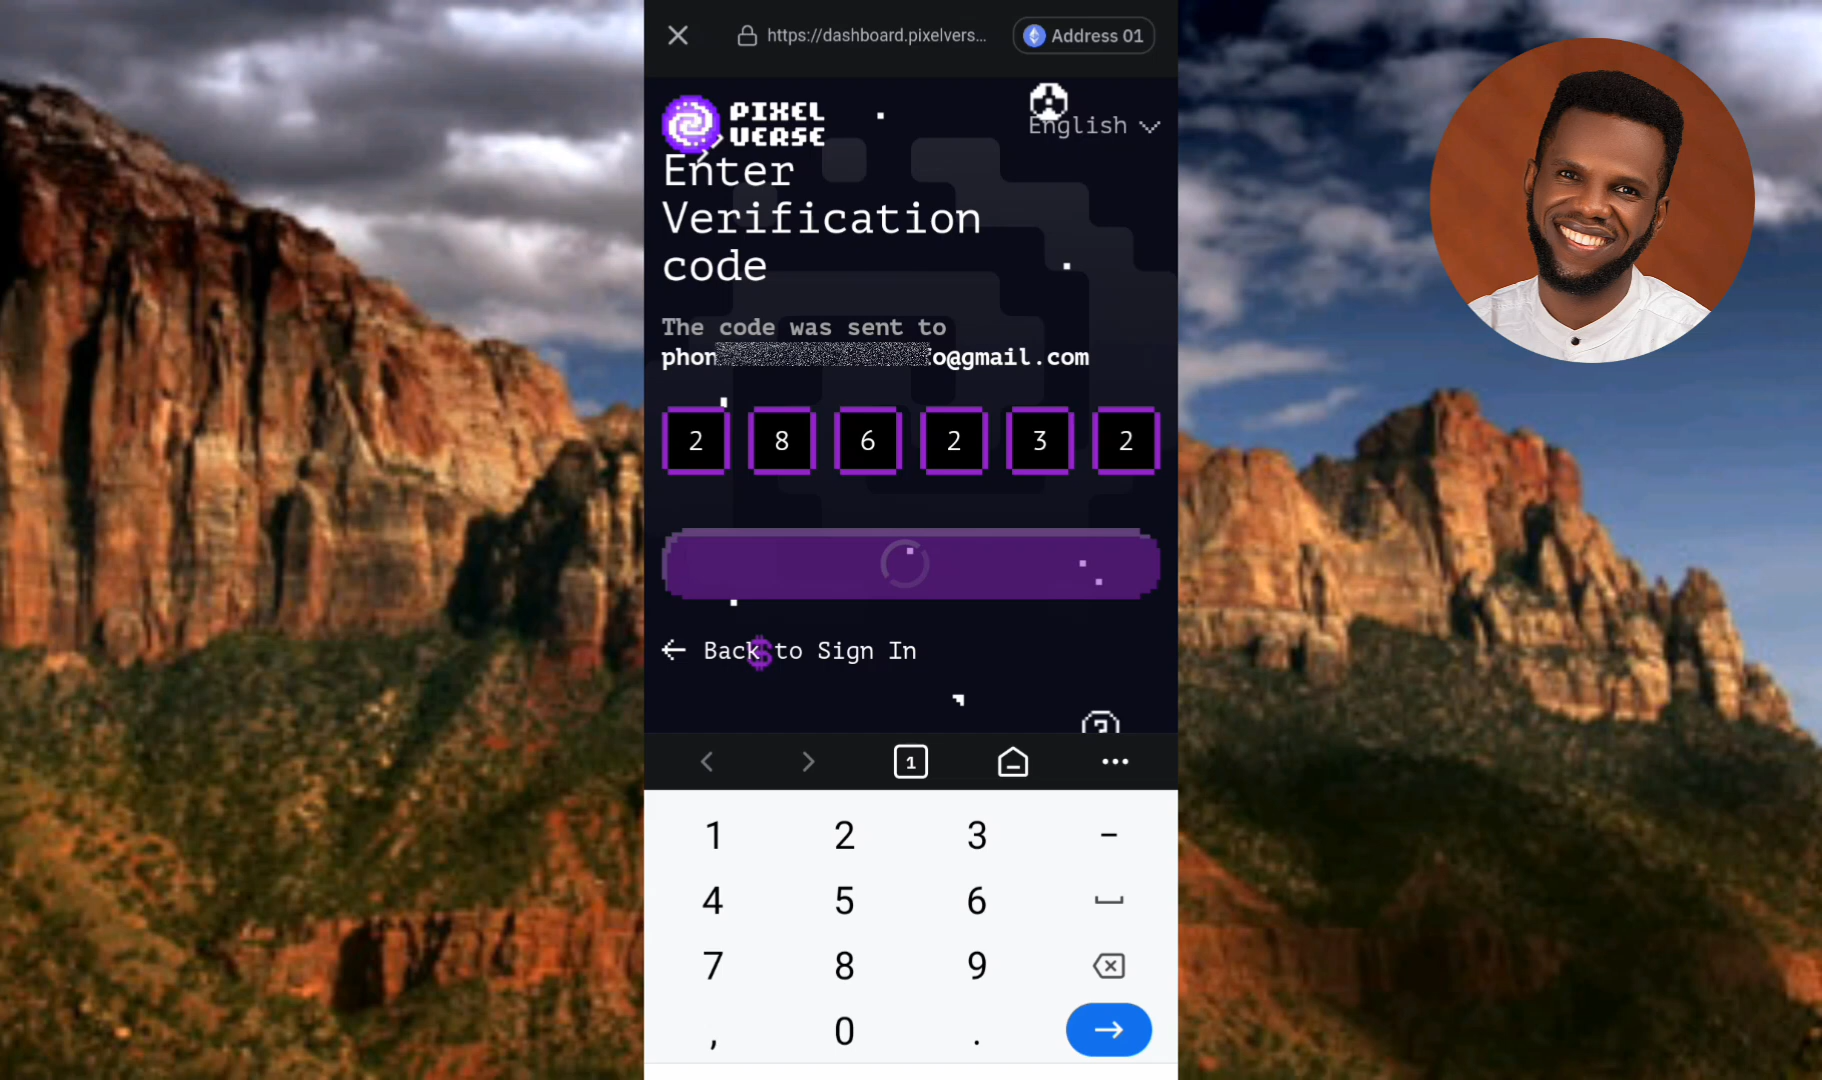 https://dashboard.pixelvers...
Address 01
PIXEL
VERSE
English
Enter
Verification
code
The code was sent to
phon
o@gmail.com
2 8 6 2 3 2
Back to Sign In
1
1 2 3 -
4 5 6
7 8 9
, 0 .